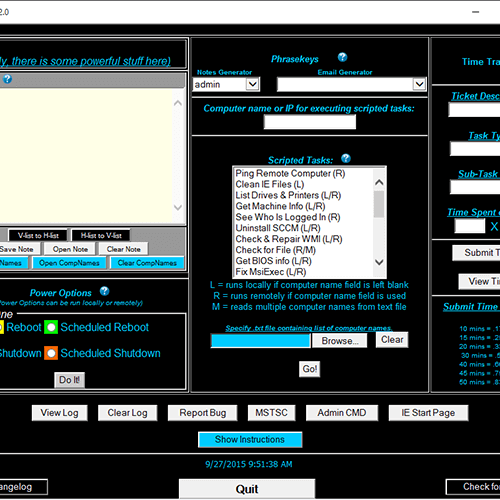 2.0
ly, there is some powerful stuff here)
Phrasekeys
Notes Generator
Email Generator
admin
Computer name or IP for executing scripted tasks:
Time Tra
Ticket Desc
Task Ty
Sub-Task
Time Spent o
X
Submit T
View Ti
Submit Time
10 mins = .1
15 mins = .2
20 mins = .3
30 mins = .5
40 mins = .6
45 mins = .7
50 mins = .8
Scripted Tasks:
Ping Remote Computer (R)
Clean IE Files (L)
List Drives & Printers (L/R)
Get Machine Info (L/R)
See Who Is Logged In (R)
Uninstall SCCM (L/R)
Check & Repair WMI (L/R)
Check for File (R/M)
Get BIOS info (L/R)
Fix MsiExec (L/R)
L = runs locally if computer name field is left blank
R = runs remotely if computer name field is used
M = reads multiple computer names from text file
Specify .txt file containing list of computer names.
Browse...
Clear
Go!
V-list to H-list
H-list to V-list
Save Note
Open Note
Clear Note
Names
Open CompNames
Clear CompNames
Power Options
Power Options can be run locally or remotely)
ne
Reboot
Scheduled Reboot
Shutdown
Scheduled Shutdown
Do It!
View Log
Clear Log
Report Bug
MSTSC
Admin CMD
IE Start Page
Show Instructions
9/27/2015 9:51:38 AM
angelog
Quit
Check fo